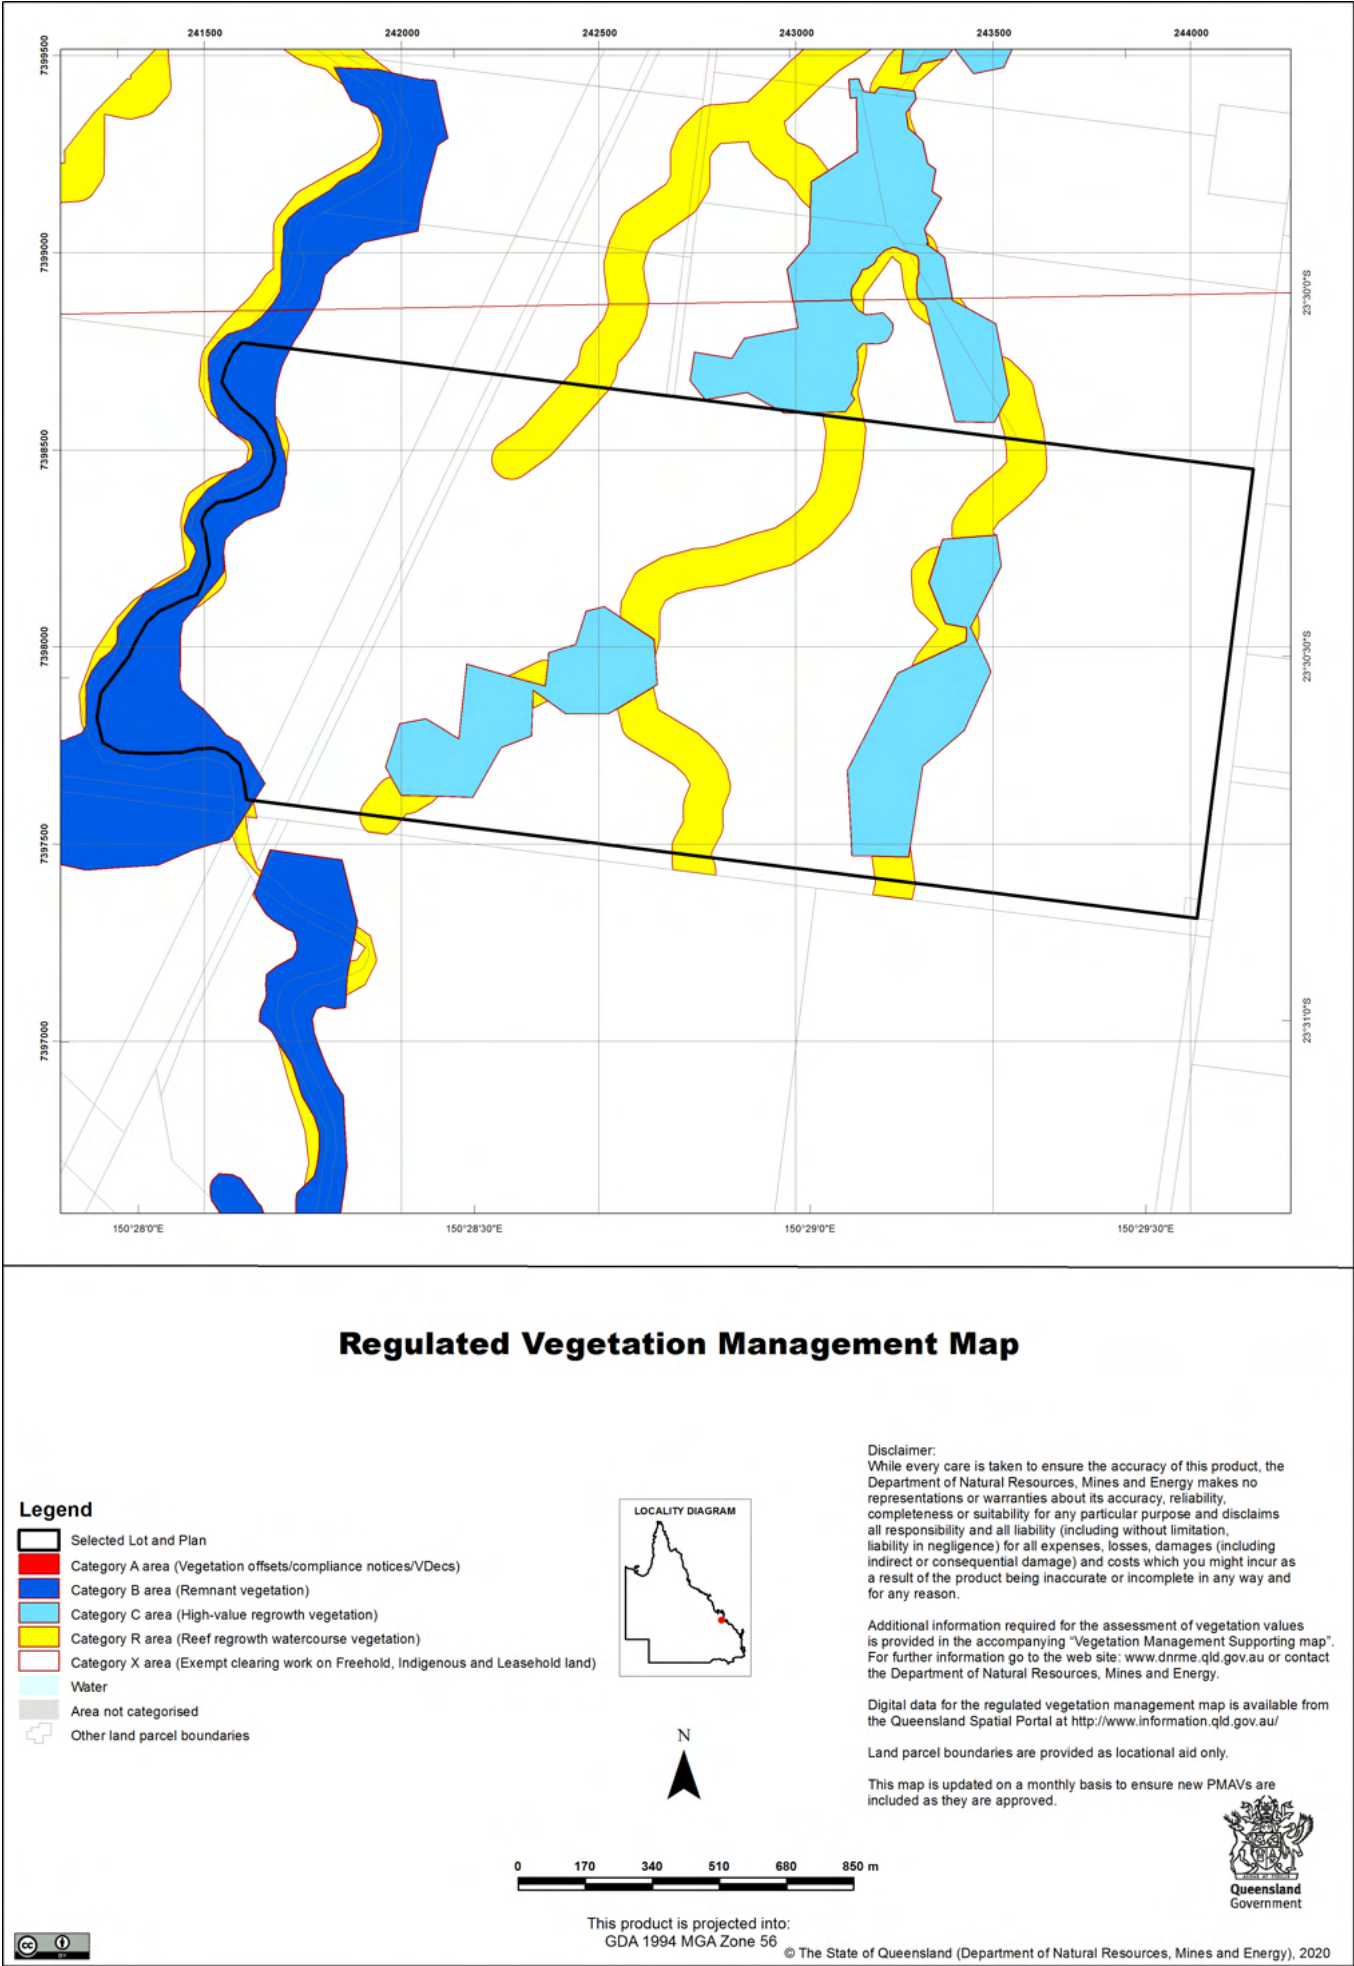 241500
242000
242500
243000
243500
244000
7399500
7399000
7398500
7398000
7397500
7397000
23°30'0"S
23°30'30"S
23°31'0"S
150°28'0"E
150°28'30"E
150°29'0"E
150°29'30"E
Regulated Vegetation Management Map
Legend
Selected Lot and Plan
Category A area (Vegetation offsets/compliance notices/VDecs)
Category B area (Remnant vegetation)
Category C area (High-value regrowth vegetation)
Category R area (Reef regrowth watercourse vegetation)
Category X area (Exempt clearing work on Freehold, Indigenous and Leasehold land)
Water
Area not categorised
Other land parcel boundaries
LOCALITY DIAGRAM
N
0 170 340 510 680 850 m
This product is projected into:
GDA 1994 MGA Zone 56
Disclaimer:
While every care is taken to ensure the accuracy of this product, the
Department of Natural Resources, Mines and Energy makes no
representations or warranties about its accuracy, reliability,
completeness or suitability for any particular purpose and disclaims
all responsibility and all liability (including without limitation,
liability in negligence) for all expenses, losses, damages (including
indirect or consequential damage) and costs which you might incur as
a result of the product being inaccurate or incomplete in any way and
for any reason.
Additional information required for the assessment of vegetation values
is provided in the accompanying "Vegetation Management Supporting map".
For further information go to the web site: www.dnrme.qld.gov.au or contact
the Department of Natural Resources, Mines and Energy.
Digital data for the regulated vegetation management map is available from
the Queensland Spatial Portal at http://www.information.qld.gov.au/
Land parcel boundaries are provided as locational aid only.
This map is updated on a monthly basis to ensure new PMAVs are
included as they are approved.
Queensland
Government
cc
BY
© The State of Queensland (Department of Natural Resources, Mines and Energy), 2020